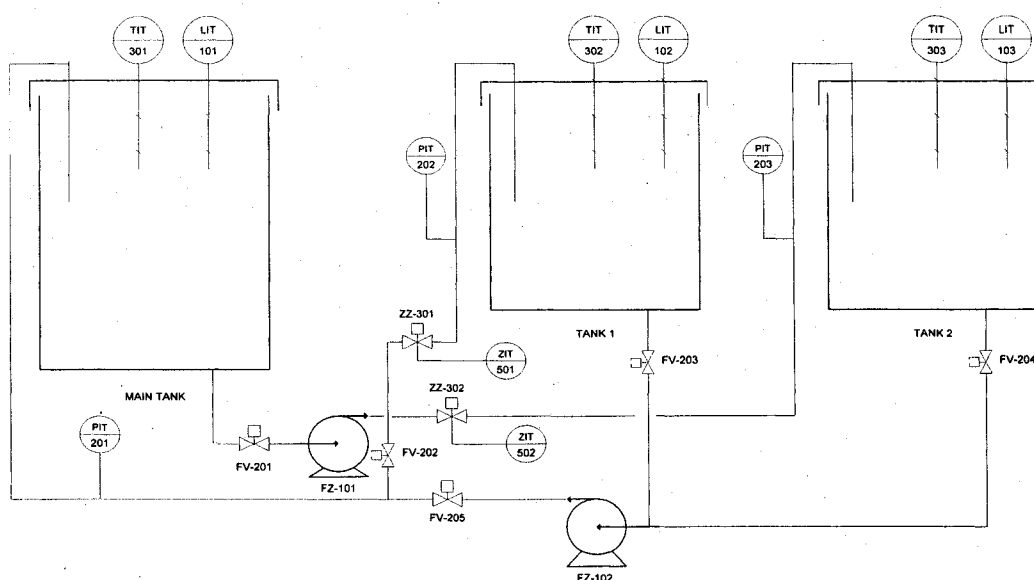 TIT
301
LIT
101
TIT
302
LIT
102
TIT
303
LIT
103
PIT
202
PIT
203
ZZ-301
TANK 1
TANK 2
ZIT
501
FV-203
FV-204
ZZ-302
MAIN TANK
PIT
201
ZIT
502
FV-201
FV-202
FZ-101
FV-205
FZ-102